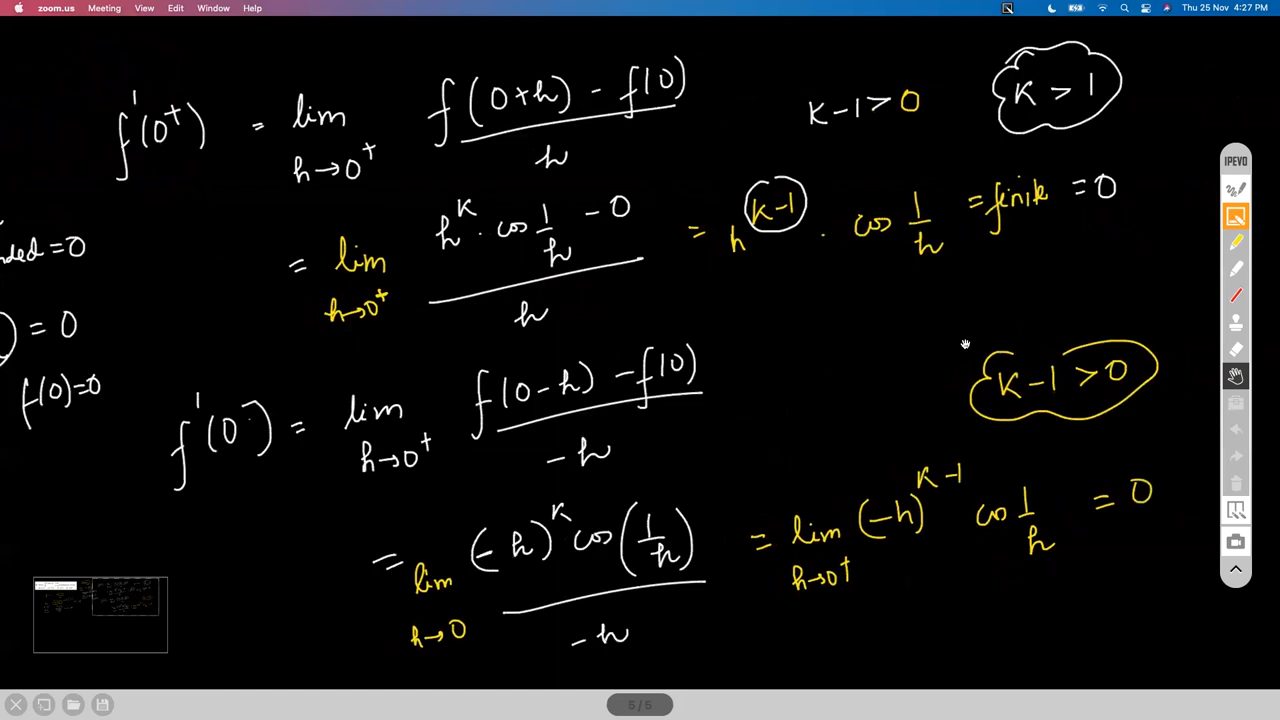 zoom.us Meeting View Edit Window Help Thu 25 Nov 4:27 PM
f'(0⁺) = lim h→0⁺ f(0+h) - f(0) / h
K-1>0
K > 1
= lim h→0⁺ h^K · cos 1/h - 0 / h = h^(K-1) · cos 1/h = finite = 0
nded=0
) = 0
f(0)=0
f'(0⁻) = lim h→0⁺ f(0-h) - f(0) / -h
K-1 > 0
= lim h→0 (-h)^K cos(1/h) / -h = lim h→0⁺ (-h)^(K-1) cos 1/h = 0
IPEVO
5/5